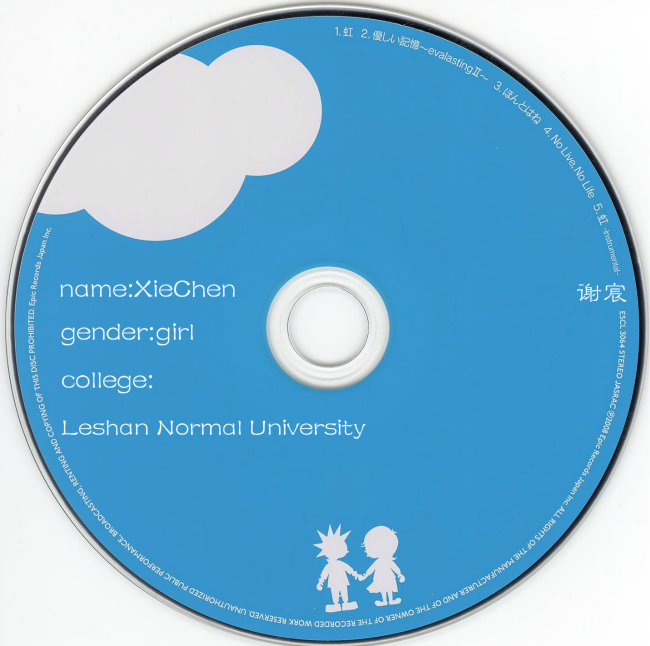 1. 虹 2. 優しい記憶～evalastingⅡ～ 3. ほんとはね 4. No Live, No Life 5. 虹 -Instrumental-
name:XieChen
谢宸
gender:girl
college:
Leshan Normal University
ESCL 3064 STEREO JASRAC ℗2008 Epic Records Japan Inc. ALL RIGHTS OF THE MANUFACTURER AND OF THE OWNER OF THE RECORDED WORK RESERVED. UNAUTHORIZED PUBLIC PERFORMANCE, BROADCASTING, RENTING AND COPYING OF THIS DISC PROHIBITED. Epic Records Japan Inc.